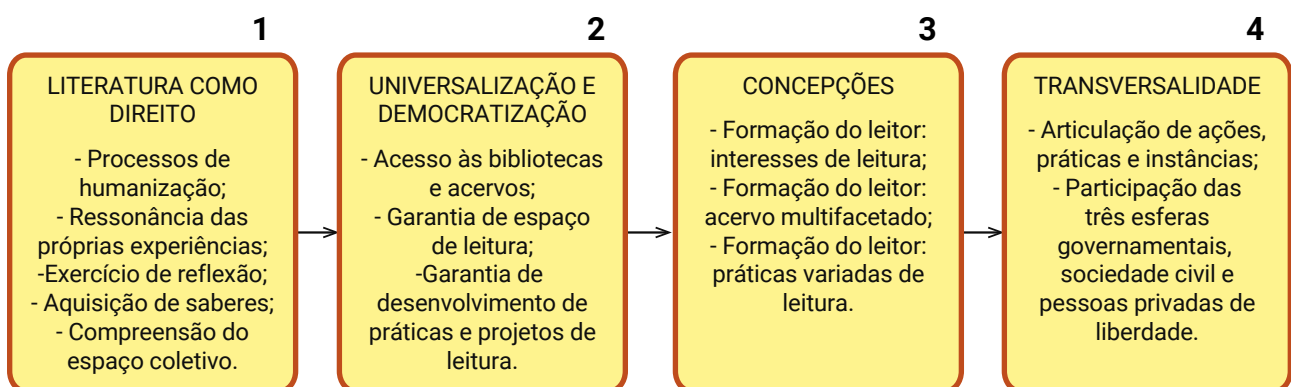 1
LITERATURA COMO
DIREITO
- Processos de
humanização;
- Ressonância das
próprias experiências;
-Exercício de reflexão;
- Aquisição de saberes;
- Compreensão do
espaço coletivo.
2
UNIVERSALIZAÇÃO E
DEMOCRATIZAÇÃO
- Acesso às bibliotecas
e acervos;
- Garantia de espaço
de leitura;
-Garantia de
desenvolvimento de
práticas e projetos de
leitura.
3
CONCEPÇÕES
- Formação do leitor:
interesses de leitura;
- Formação do leitor:
acervo multifacetado;
- Formação do leitor:
práticas variadas de
leitura.
4
TRANSVERSALIDADE
- Articulação de ações,
práticas e instâncias;
- Participação das
três esferas
governamentais,
sociedade civil e
pessoas privadas de
liberdade.